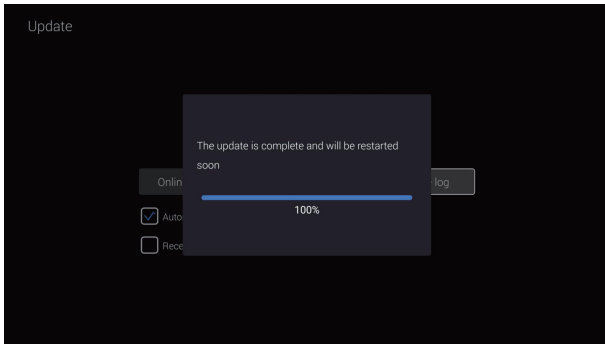 Update
The update is complete and will be restarted
soon
Onlin
log
100%
Auto
Rece